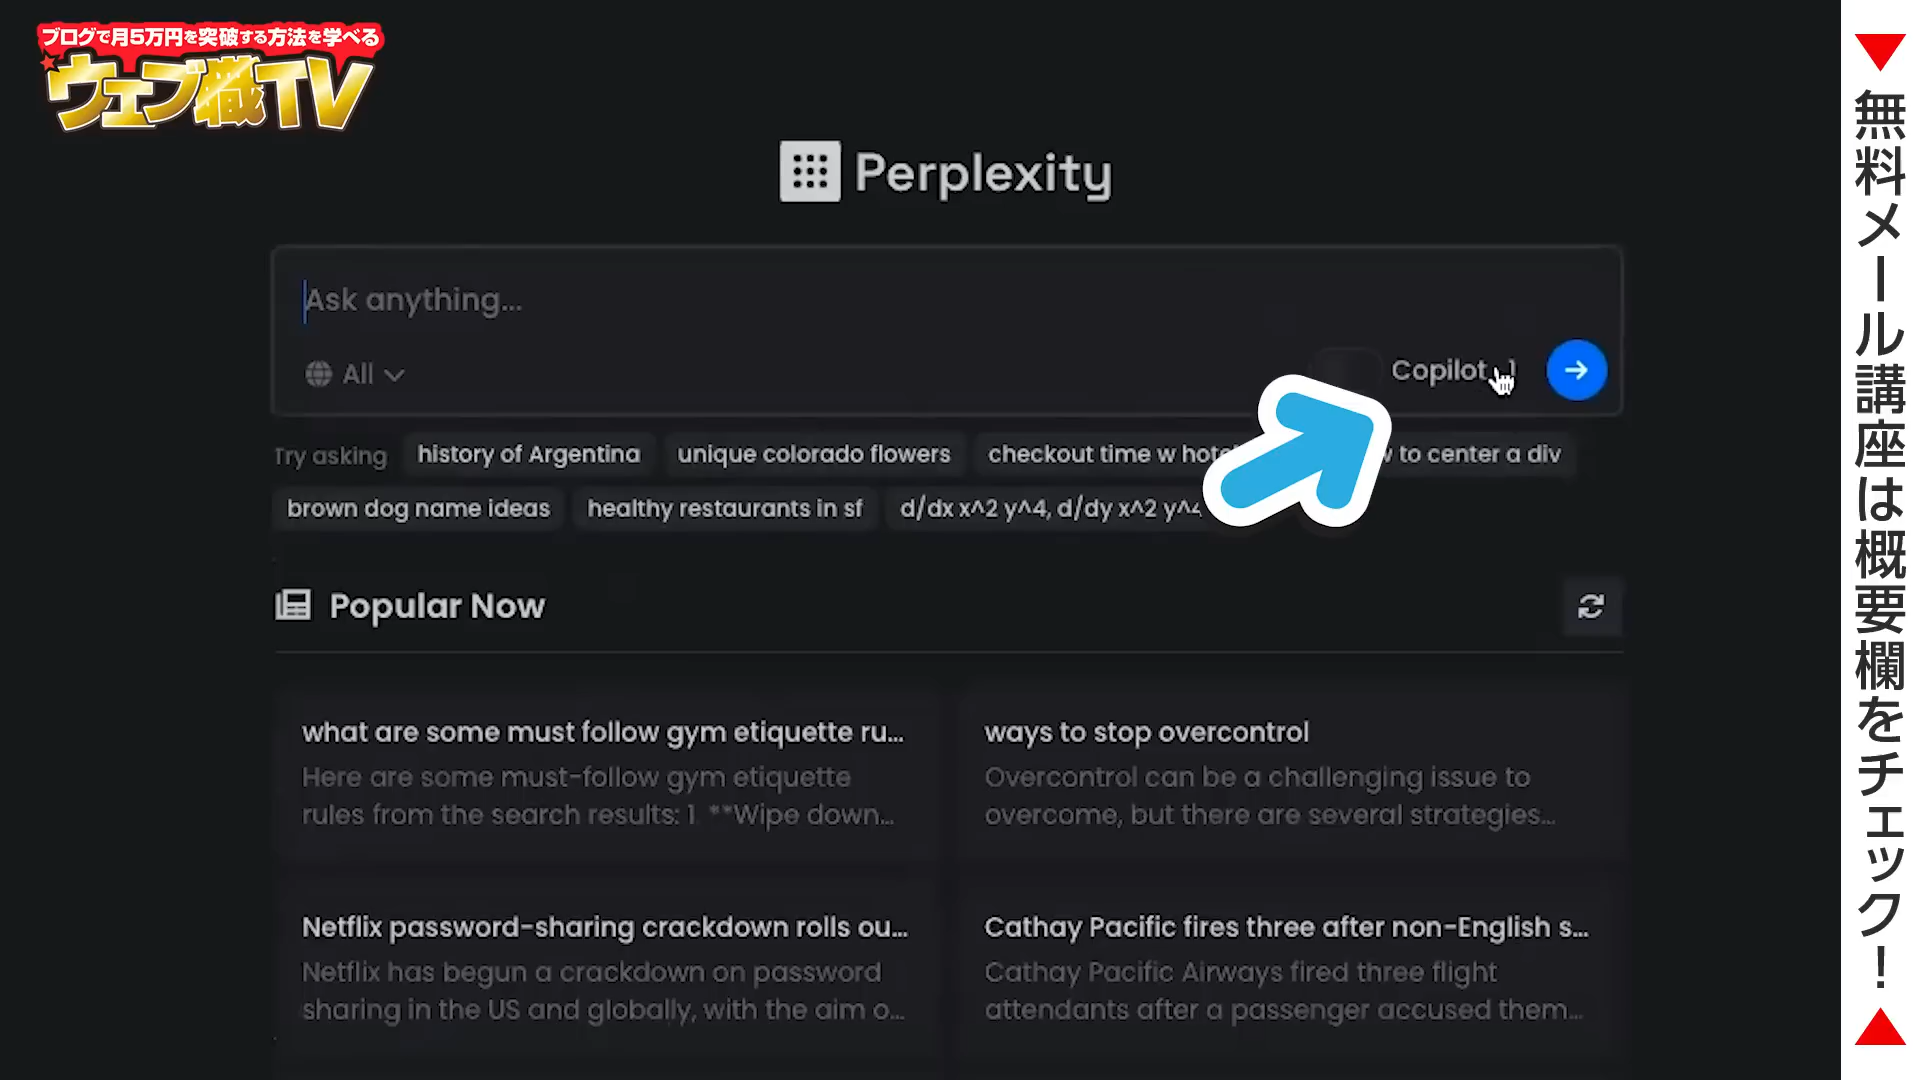 ブログで月5万円を突破する方法を学べる
ウェブ職TV
Perplexity
Ask anything...
All
Copilot
Try asking
history of Argentina
unique colorado flowers
checkout time w
to center a div
brown dog name ideas
healthy restaurants in sf
d/dx x^2 y^4, d/dy x^2
Popular Now
what are some must follow gym etiquette ru...
Here are some must-follow gym etiquette
rules from the search results: 1. **Wipe down...
ways to stop overcontrol
Overcontrol can be a challenging issue to
overcome, but there are several strategies...
Netflix password-sharing crackdown rolls ou...
Netflix has begun a crackdown on password
sharing in the US and globally, with the aim o...
Cathay Pacific fires three after non-English s...
Cathay Pacific Airways fired three flight
attendants after a passenger accused them...
無料メール講座は概要欄をチェック!